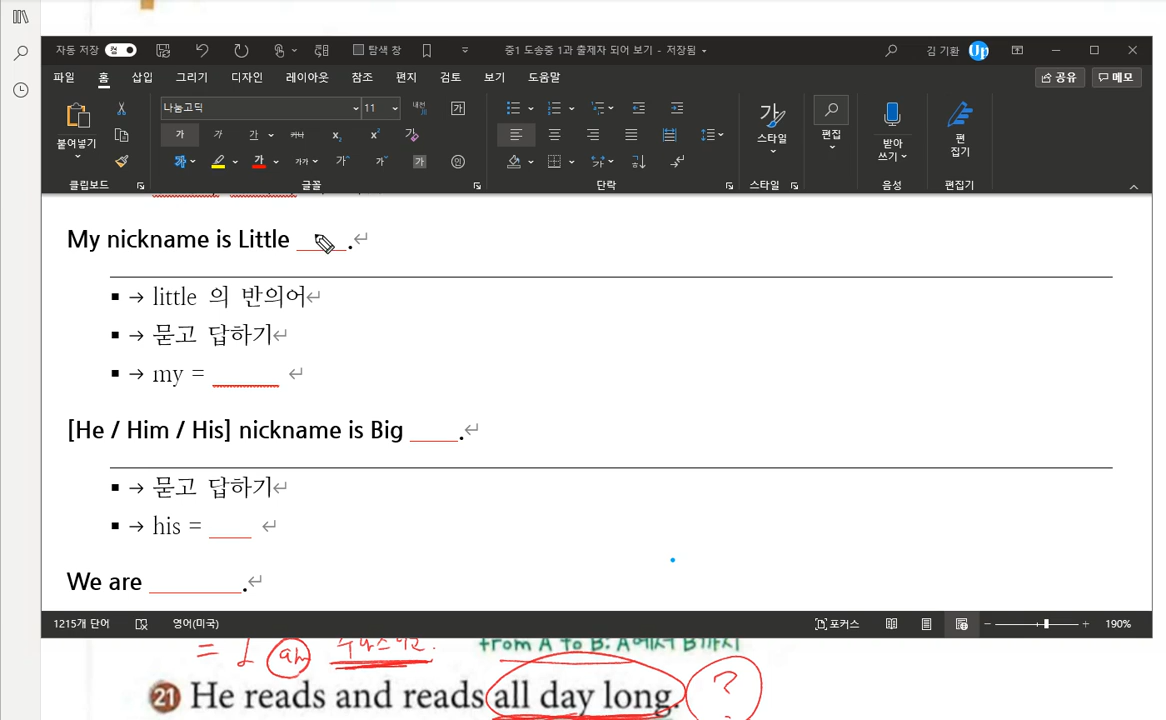 자동 저장 켬 탐색 창 중1 도송중 1과 출제자 되어 보기 - 저장됨 김 기환 Up
파일 홈 삽입 그리기 디자인 레이아웃 참조 편지 검토 보기 도움말 공유 메모
나눔고딕 11
붙여넣기 스타일 편집 받아쓰기 편집기
클립보드 글꼴 단락 스타일 음성 편집기
My nickname is Little ____.
→ little 의 반의어
→ 묻고 답하기
→ my = ____
[He / Him / His] nickname is Big ____.
→ 묻고 답하기
→ his = ____
We are ____.
1215개 단어 영어(미국) 포커스 190%
= I am from A to B: A에서 B까지
21 He reads and reads all day long. ?